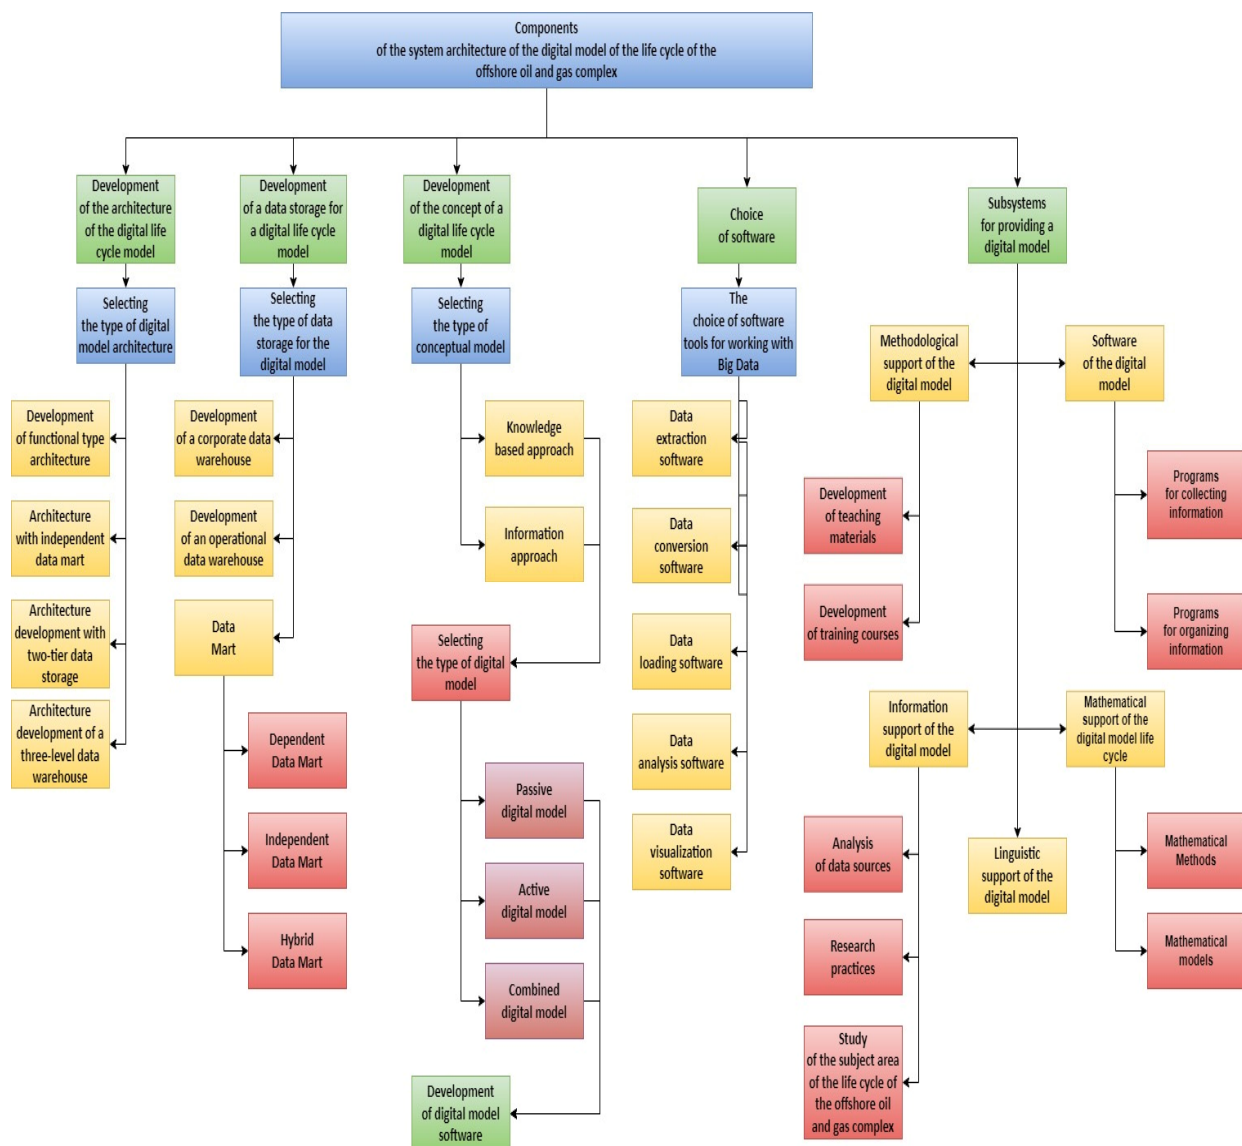 Components
of the system architecture of the digital model of the life cycle of the
offshore oil and gas complex
Development
of the architecture
of the digital life
cycle model
Development
of a data storage for
a digital life cycle
model
Development
of the concept of a
digital life cycle
model
Choice
of software
Subsystems
for providing a
digital model
Selecting
the type of digital
model architecture
Selecting
the type of data
storage for the
digital model
Selecting
the type of
conceptual model
The
choice of software
tools for working with
Big Data
Methodological
support of the
digital model
Software
of the digital
model
Development
of functional type
architecture
Architecture
with independent
data mart
Architecture
development with
two-tier data
storage
Architecture
development of a
three-level data
warehouse
Development
of a corporate data
warehouse
Development
of an operational
data warehouse
Data
Mart
Dependent
Data Mart
Independent
Data Mart
Hybrid
Data Mart
Knowledge
based approach
Information
approach
Selecting
the type of digital
model
Passive
digital model
Active
digital model
Combined
digital model
Development
of digital model
software
Data
extraction
software
Data
conversion
software
Data
loading software
Data
analysis software
Data
visualization
software
Development
of teaching
materials
Development
of training courses
Programs
for collecting
information
Programs
for organizing
information
Information
support of the
digital model
Mathematical
support of the
digital model life
cycle
Analysis
of data sources
Research
practices
Study
of the subject area
of the life cycle of
the offshore oil
and gas complex
Linguistic
support of the
digital model
Mathematical
Methods
Mathematical
models